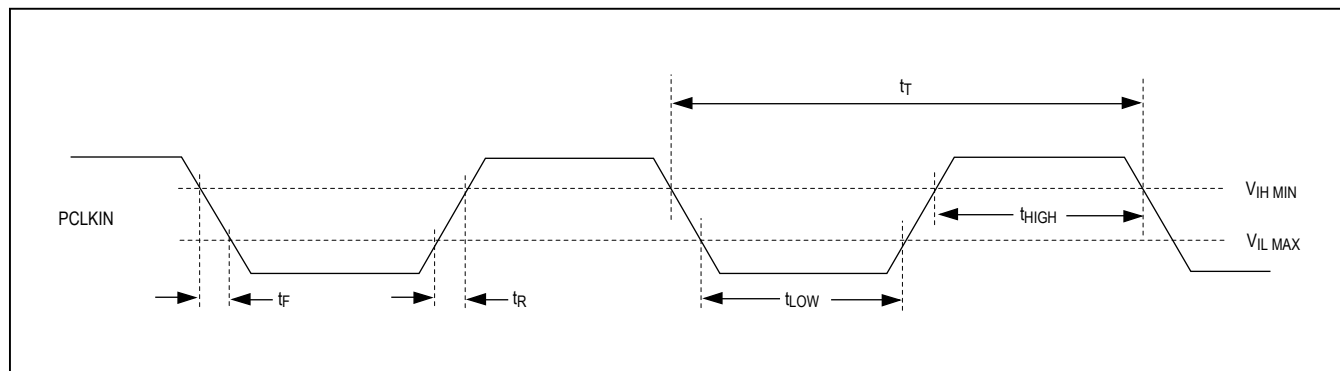 tT
VIH MIN
PCLKIN
tHIGH
VIL MAX
tF
tR
tLOW